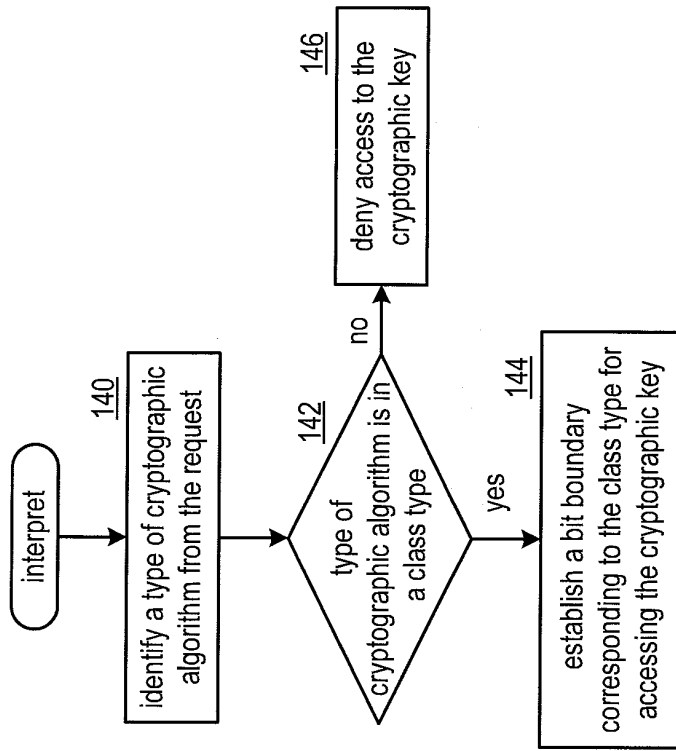 interpret
140
identify a type of cryptographic
algorithm from the request
142
type of
cryptographic algorithm is in
a class type
no
146
deny access to the
cryptographic key
yes
144
establish a bit boundary
corresponding to the class type for
accessing the cryptographic key